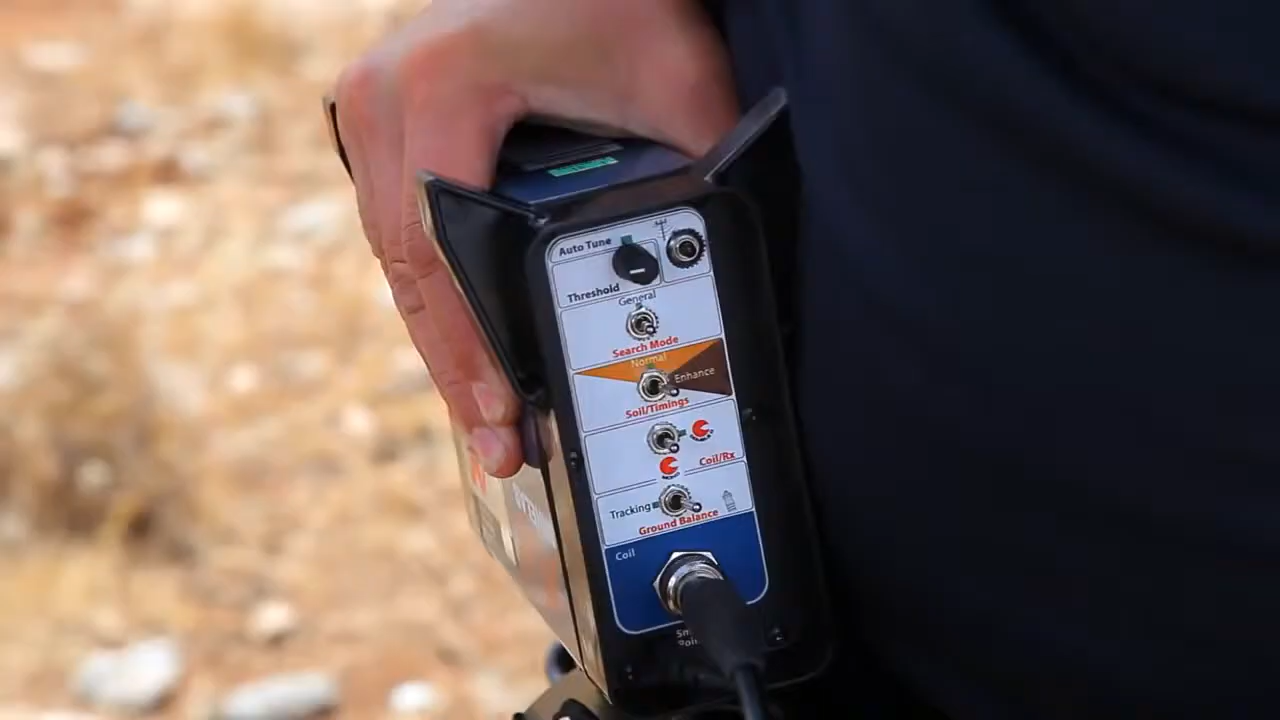 Auto Tune
Threshold
General
Search Mode
Normal
Enhance
Soil/Timings
Coil/Rx
Tracking
Ground Balance
Coil